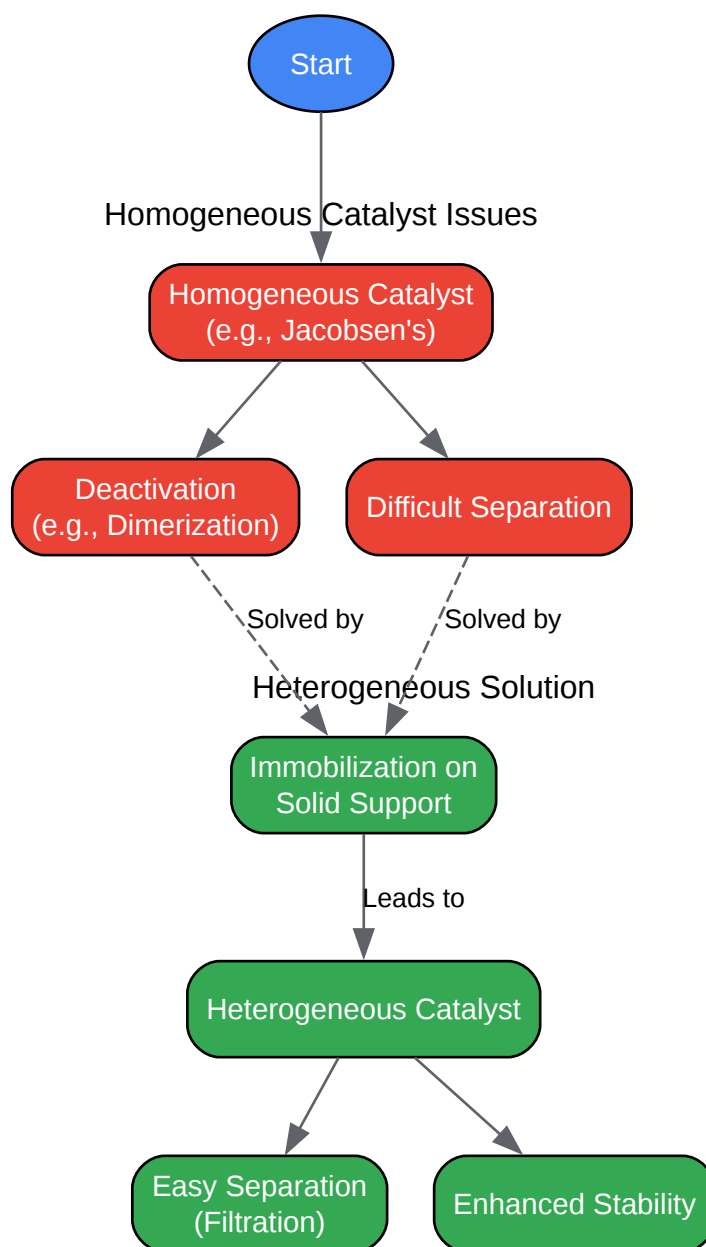 Start
Homogeneous Catalyst Issues
Homogeneous Catalyst
(e.g., Jacobsen's)
Deactivation
(e.g., Dimerization)
Difficult Separation
Solved by
Solved by
Heterogeneous Solution
Immobilization on
Solid Support
Leads to
Heterogeneous Catalyst
Easy Separation
(Filtration)
Enhanced Stability